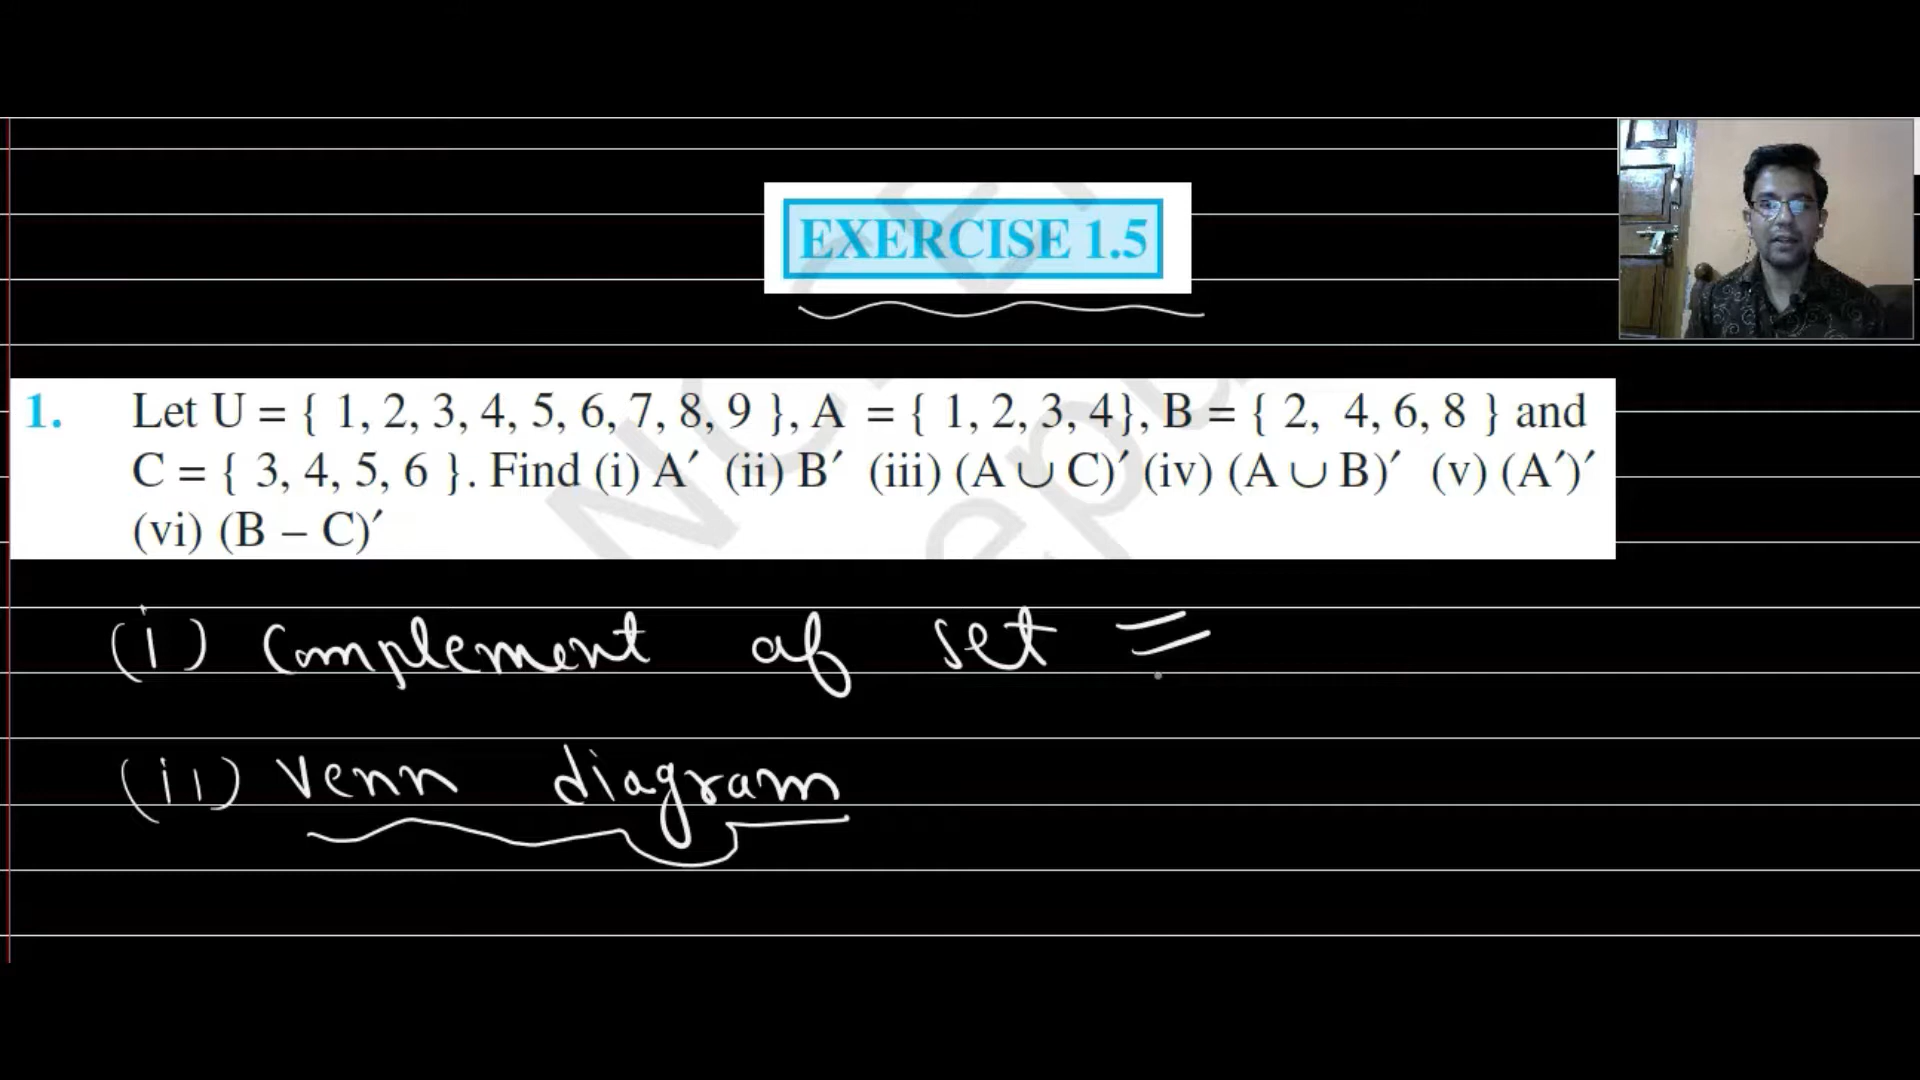 EXERCISE 1.5
1. Let U = { 1, 2, 3, 4, 5, 6, 7, 8, 9 }, A = { 1, 2, 3, 4}, B = { 2, 4, 6, 8 } and
C = { 3, 4, 5, 6 }. Find (i) A′ (ii) B′ (iii) (A ∪ C)′ (iv) (A ∪ B)′ (v) (A′)′
(vi) (B – C)′
(i) Complement of set =
(ii) Venn diagram